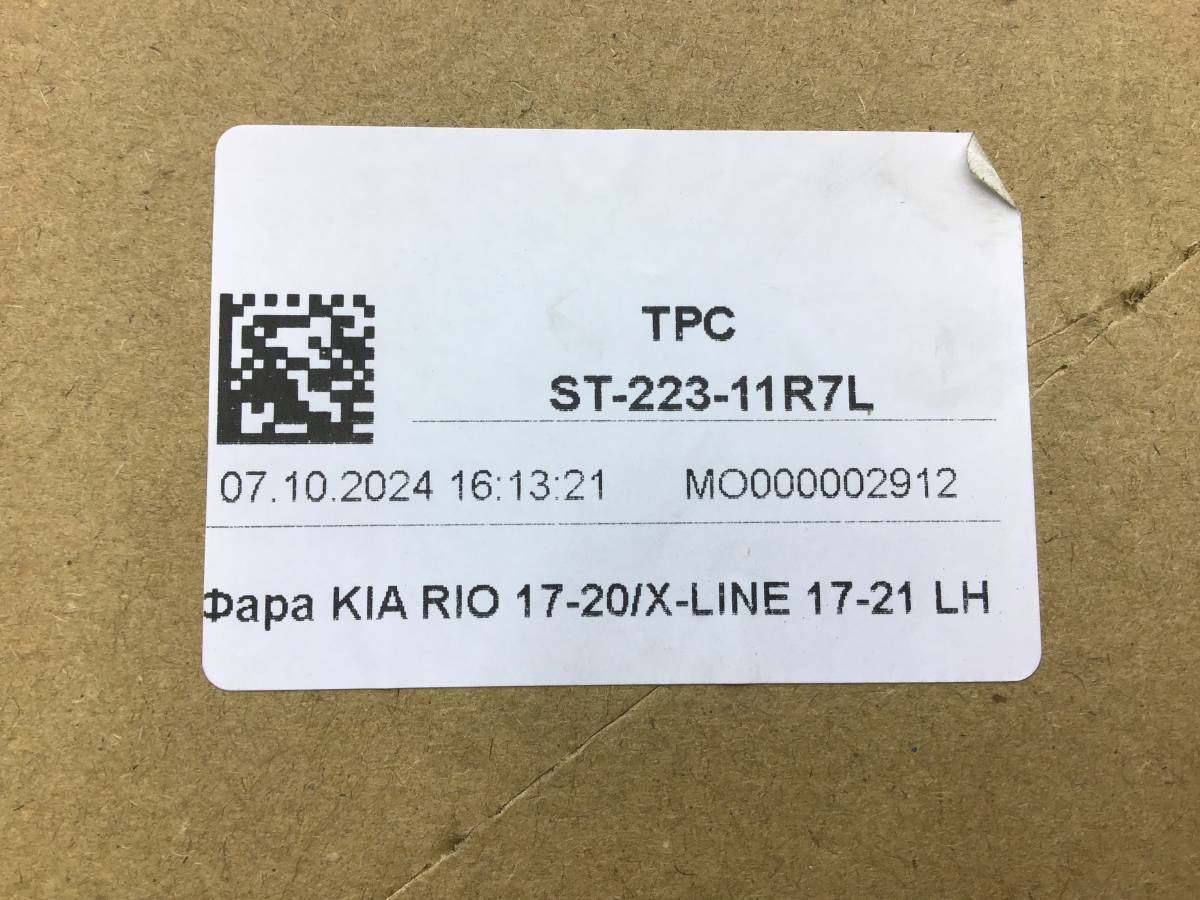 TPC
ST-223-11R7L
07.10.2024 16:13:21 MO000002912
Фара KIA RIO 17-20/X-LINE 17-21 LH